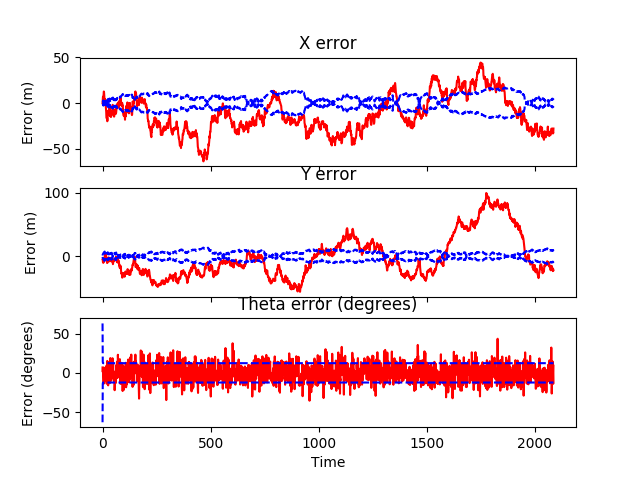 X error
50
0
−50
Error (m)
Y error
100
0
Error (m)
Theta error (degrees)
50
0
−50
Error (degrees)
0
500
1000
1500
2000
Time